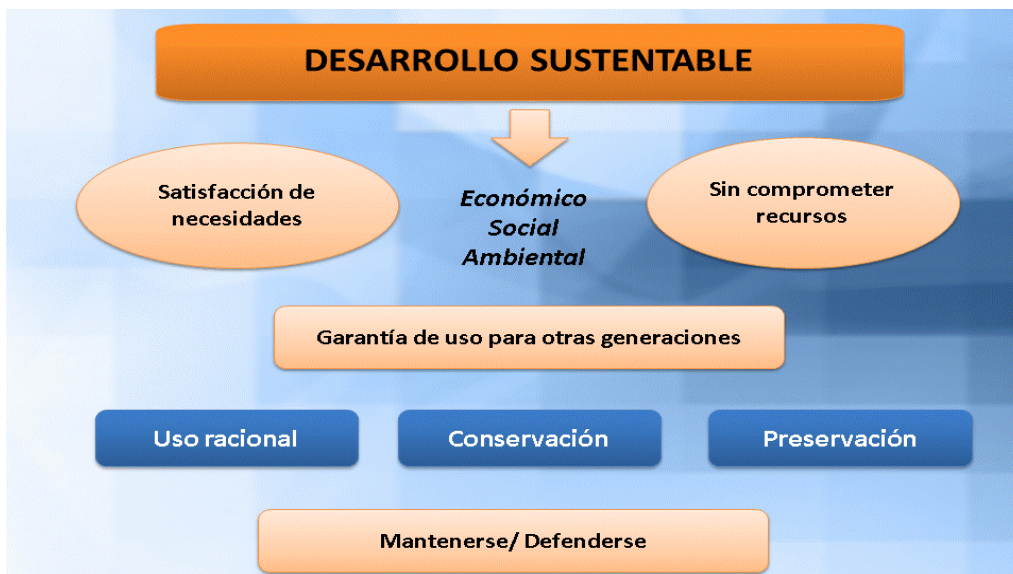 DESARROLLO SUSTENTABLE
Satisfacción de
necesidades
Económico
Social
Ambiental
Sin comprometer
recursos
Garantía de uso para otras generaciones
Uso racional
Conservación
Preservación
Mantenerse/ Defenderse